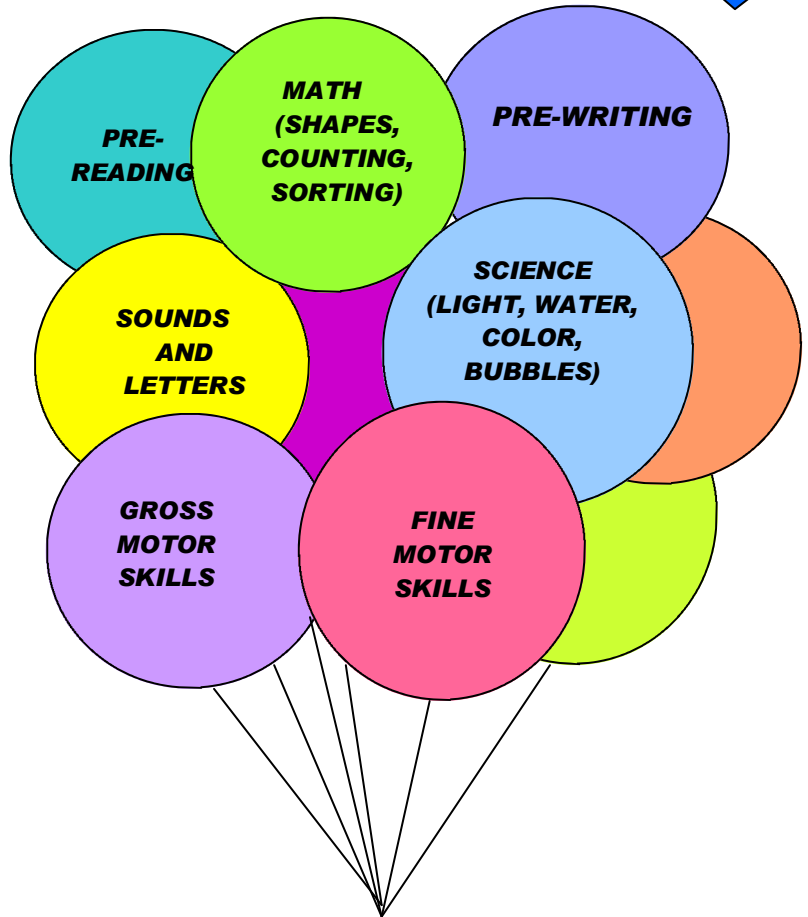 PRE-
READING
MATH
(SHAPES,
COUNTING,
SORTING)
PRE-WRITING
SOUNDS
AND
LETTERS
SCIENCE
(LIGHT, WATER,
COLOR,
BUBBLES)
GROSS
MOTOR
SKILLS
FINE
MOTOR
SKILLS